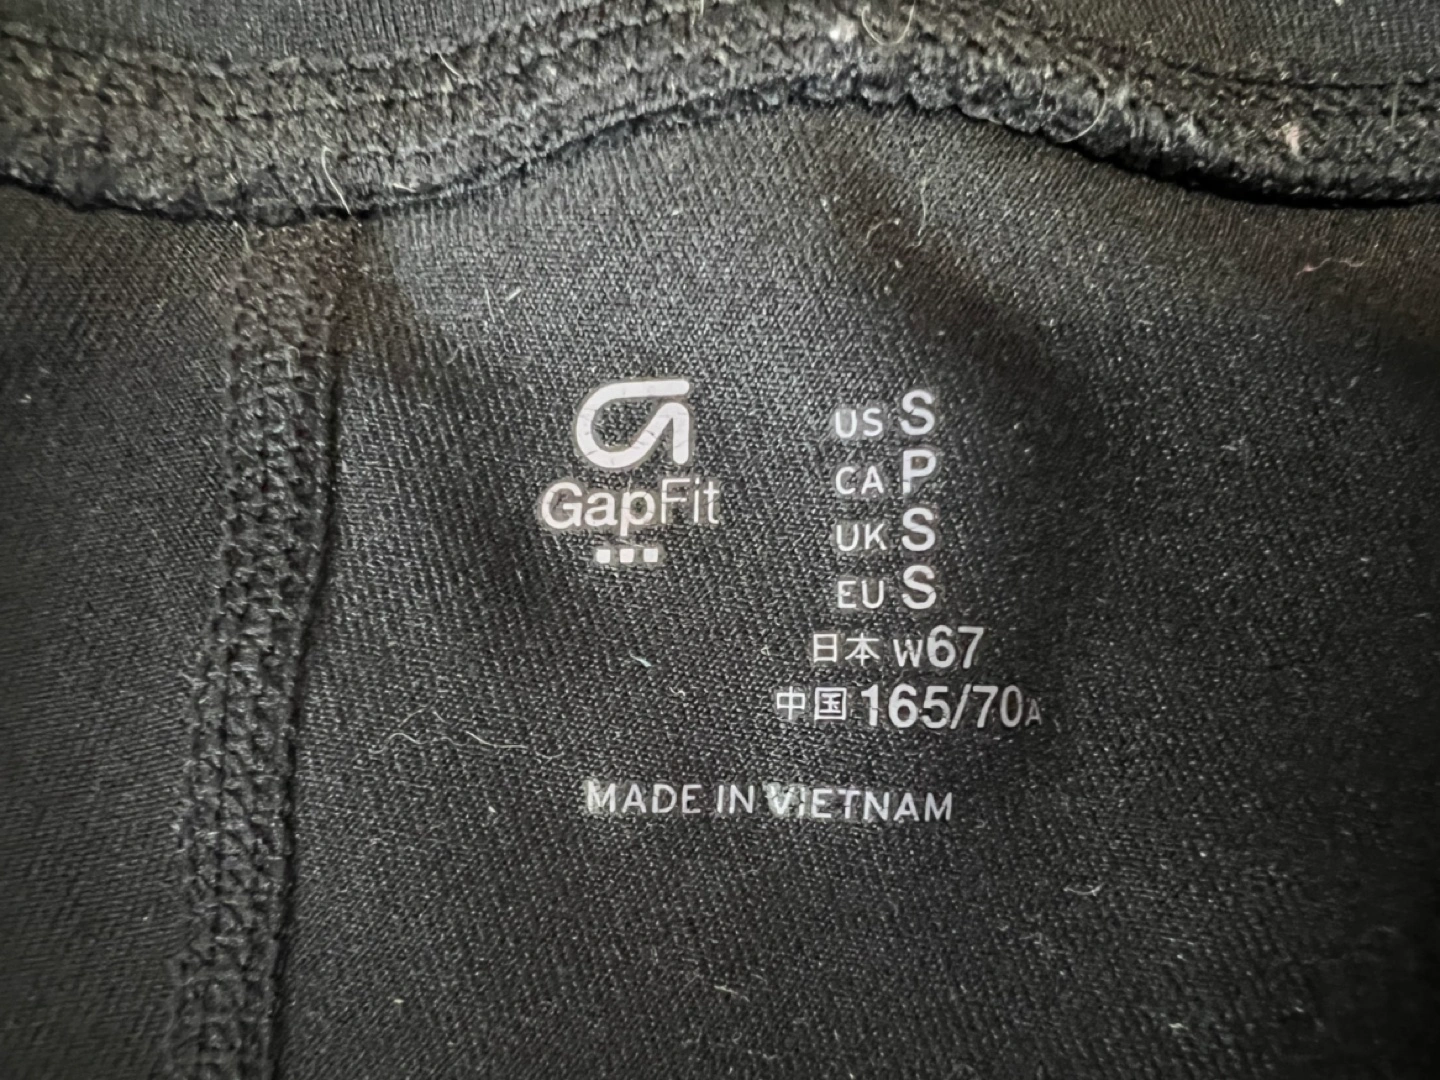 GapFit
US S
CA P
UK S
EU S
日本 W67
中国 165/70A
MADE IN VIETNAM